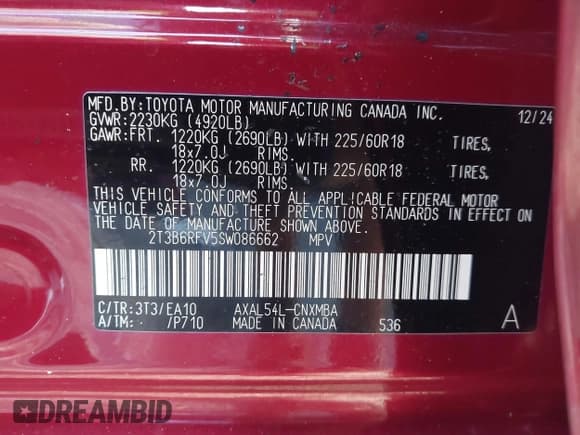 MFD.BY:TOYOTA MOTOR MANUFACTURING CANADA INC. 12/24
GVWR:2230KG (4920LB)
GAWR:FRT. 1220KG (2690LB) WITH 225/60R18 TIRES,
18x7.0J RIMS.
RR. 1220KG (2690LB) WITH 225/60R18 TIRES,
18x7.0J RIMS.
THIS VEHICLE CONFORMS TO ALL APPLICABLE FEDERAL MOTOR
VEHICLE SAFETY AND THEFT PREVENTION STANDARDS IN EFFECT ON
THE DATE OF MANUFACTURE SHOWN ABOVE.
2T3B6RFV5SW086662 MPV
C/TR:3T3/EA10 AXAL54L-CNXMBA
A/TM: - /P710 MADE IN CANADA 536 A
DREAMBID